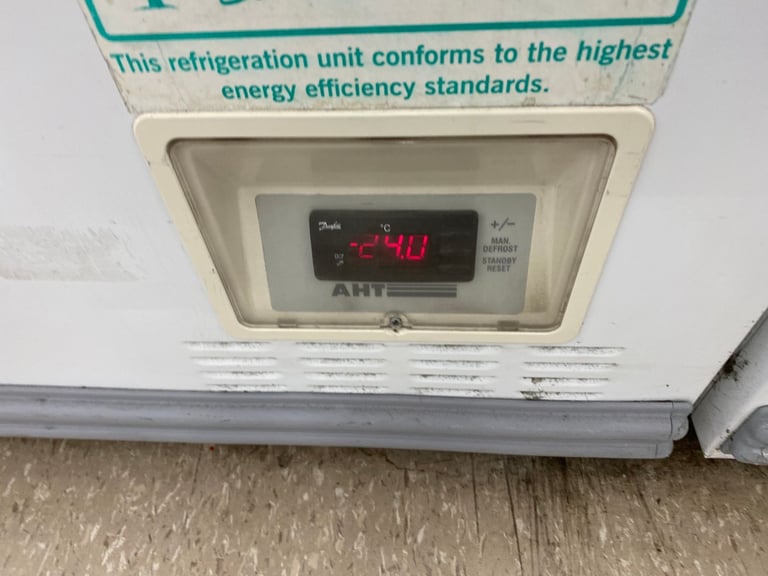 This refrigeration unit conforms to the highest
energy efficiency standards.
Danfoss
°C
-24.0
+/-
MAN.
DEFROST
STANDBY
RESET
AHT